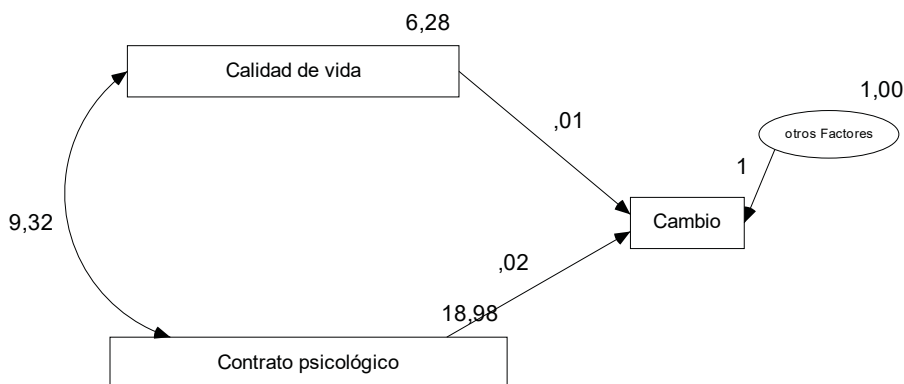 6,28
Calidad de vida
1,00
,01
otros Factores
1
Cambio
9,32
,02
18,98
Contrato psicológico